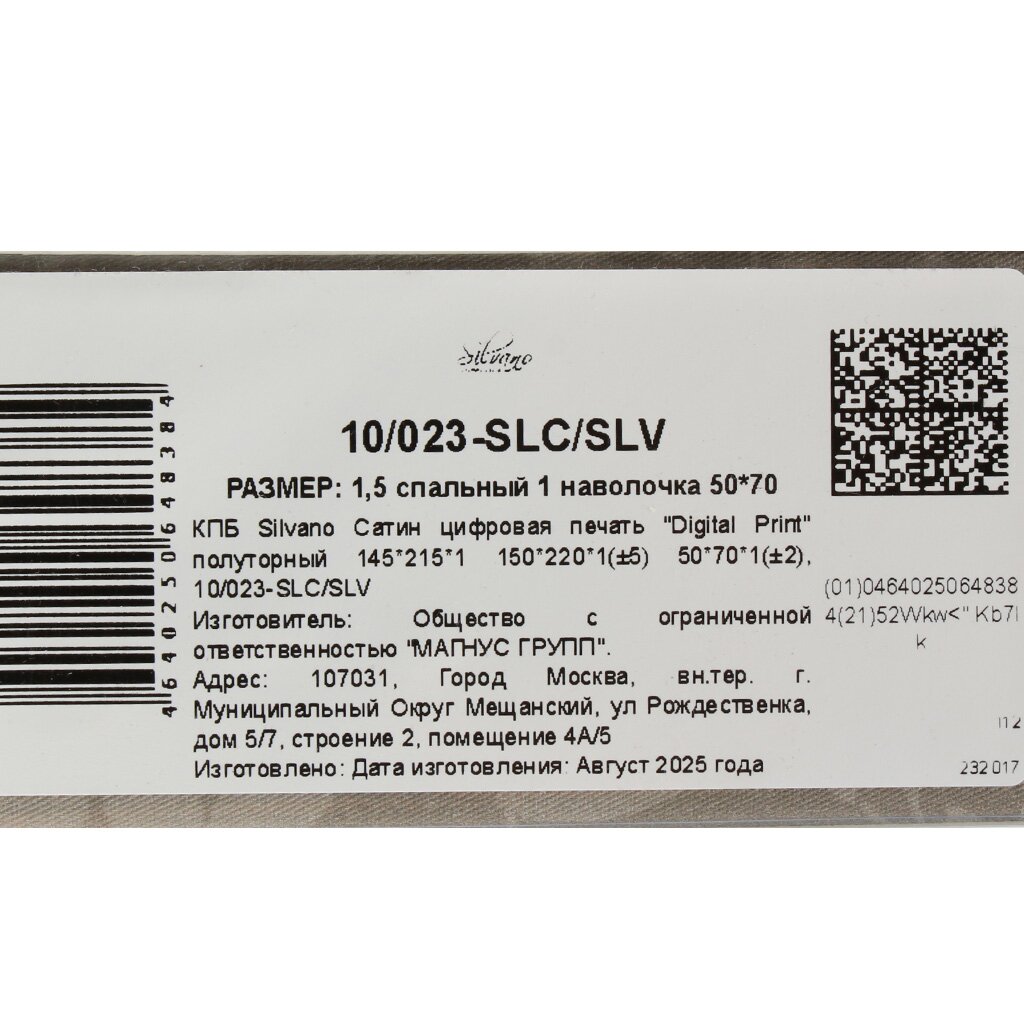 Silvano
10/023-SLC/SLV
РАЗМЕР: 1,5 спальный 1 наволочка 50*70
КПБ Silvano Сатин цифровая печать "Digital Print"
полуторный 145*215*1 150*220*1(±5) 50*70*1(±2),
10/023-SLC/SLV
Изготовитель: Общество с ограниченной
ответственностью "МАГНУС ГРУПП".
Адрес: 107031, Город Москва, вн.тер. г.
Муниципальный Округ Мещанский, ул Рождественка,
дом 5/7, строение 2, помещение 4А/5
Изготовлено: Дата изготовления: Август 2025 года
4640250648384
(01)0464025064838
4(21)52Wkw<"Kb7l
k
232017